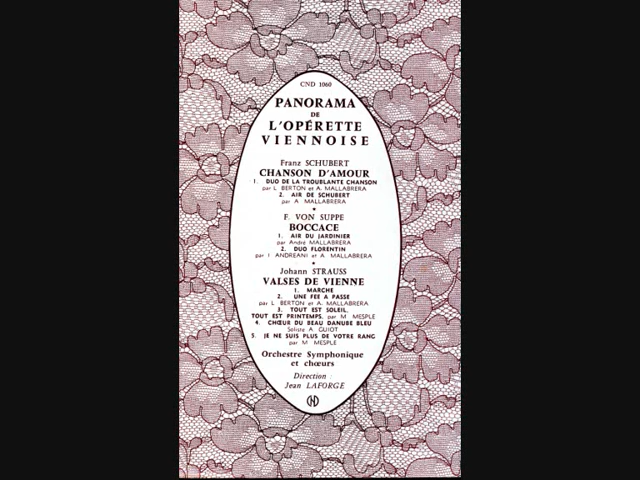 CND 1060
PANORAMA
DE
L'OPÉRETTE
VIENNOISE
Franz SCHUBERT
CHANSON D'AMOUR
1. DUO DE LA TROUBLANTE CHANSON
par L BERTON et A. MALLABRERA
2. AIR DE SCHUBERT
par A MALLABRERA
F. VON SUPPE
BOCCACE
1. AIR DU JARDINIER
par André MALLABRERA
2. DUO FLORENTIN
par I ANDREANI et A MALLABRERA
Johann STRAUSS
VALSES DE VIENNE
1. MARCHE
2. UNE FEE A PASSE
par L BERTON et A. MALLABRERA
3. TOUT EST SOLEIL,
TOUT EST PRINTEMPS, par M MESPLE
4. CHŒUR DU BEAU DANUBE BLEU
Soliste A GUIOT
5. JE NE SUIS PLUS DE VOTRE RANG
par M MESPLE
Orchestre Symphonique
et chœurs
Direction :
Jean LAFORGE